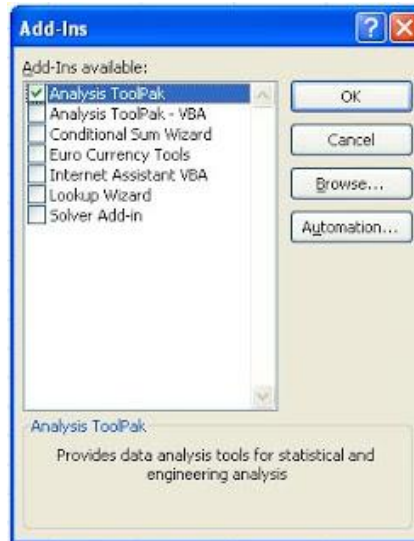 Add-Ins
Add-Ins available:
Analysis ToolPak
Analysis ToolPak - VBA
Conditional Sum Wizard
Euro Currency Tools
Internet Assistant VBA
Lookup Wizard
Solver Add-in
OK
Cancel
Browse...
Automation...
Analysis ToolPak
Provides data analysis tools for statistical and
engineering analysis